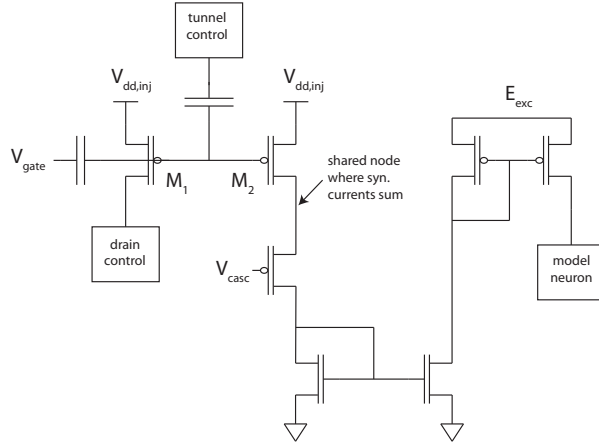 tunnel
control
V_dd,inj
V_dd,inj
E_exc
V_gate
M_1
M_2
shared node
where syn.
currents sum
drain
control
V_casc
model
neuron